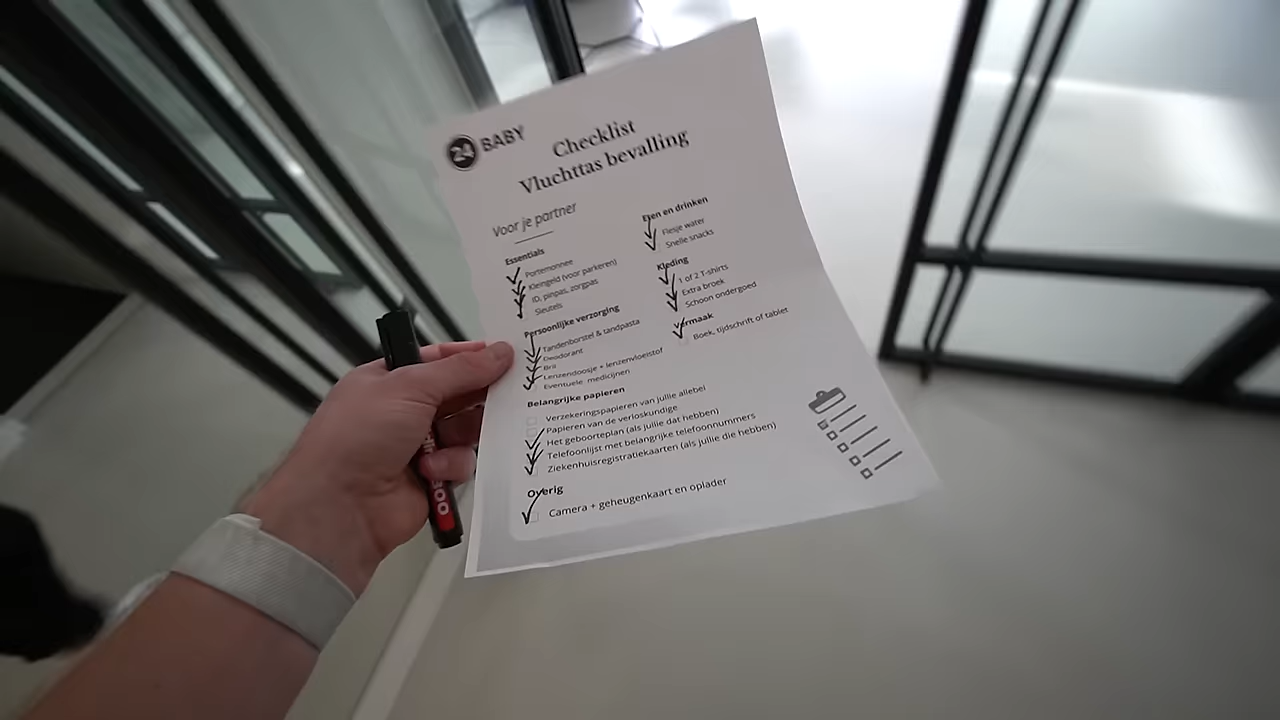 24 BABY
Checklist
Vluchttas bevalling
Voor je partner
Essentials
Portemonnee
Kleingeld (voor parkeren)
ID, pinpas, zorgpas
Sleutels
Persoonlijke verzorging
Tandenborstel & tandpasta
Deodorant
Bril
Lenzendoosje + lenzenvloeistof
Eventuele medicijnen
Eten en drinken
Flesje water
Snelle snacks
Kleding
1 of 2 T-shirts
Extra broek
Schoon ondergoed
Vermaak
Boek, tijdschrift of tablet
Belangrijke papieren
Verzekeringspapieren van jullie allebei
Papieren van de verloskundige
Het geboorteplan (als jullie dat hebben)
Telefoonlijst met belangrijke telefoonnummers
Ziekenhuisregistratiekaarten (als jullie die hebben)
Overig
Camera + geheugenkaart en oplader
300